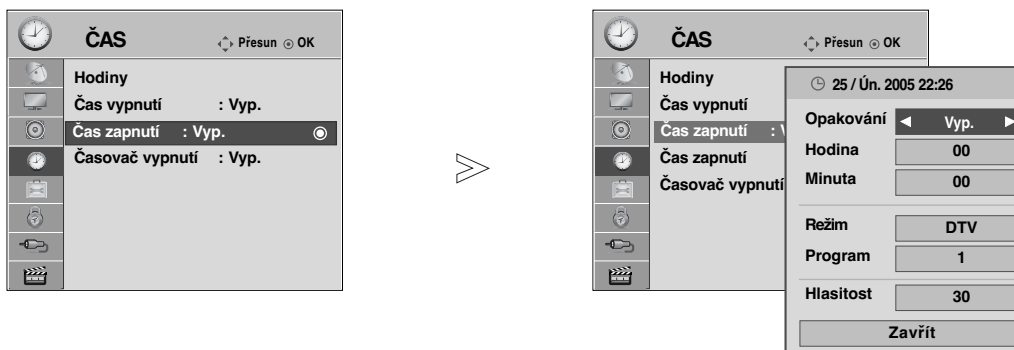 ČAS
Přesun OK
Hodiny
Čas vypnutí : Vyp.
Čas zapnutí : Vyp.
Časovač vypnutí : Vyp.
ČAS
Přesun OK
Hodiny
Čas vypnutí
Čas zapnutí : V
Čas zapnutí
Časovač vypnutí
25 / Ún. 2005 22:26
Opakování Vyp.
Hodina 00
Minuta 00
Režim DTV
Program 1
Hlasitost 30
Zavřít